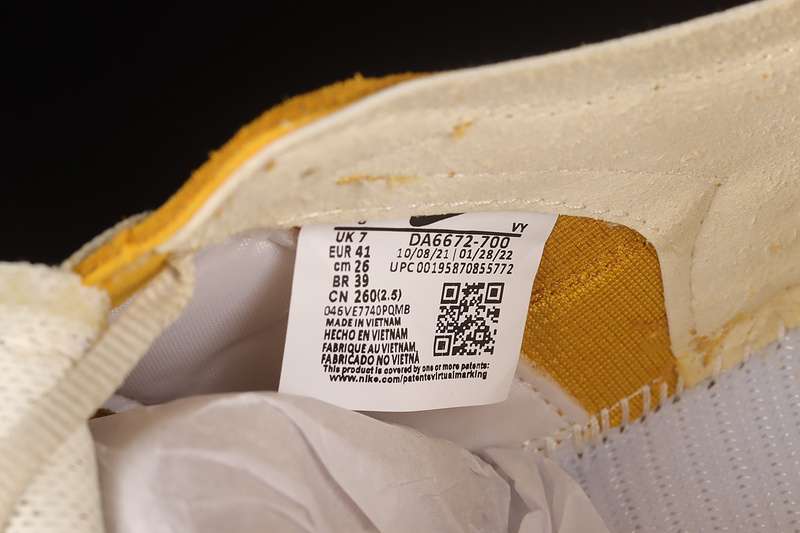 VY
UK 7 DA6672-700
EUR 41 10/08/21 | 01/28/22
cm 26 UPC 00195870855772
BR 39
CN 260(2.5)
046VE7740PQMB
MADE IN VIETNAM
HECHO EN VIETNAM
FABRIQUE AU VIETNAM,
FABRICADO NO VIETNÃ
This product is covered by one or more patents:
www.nike.com/patentsvirtualmarking